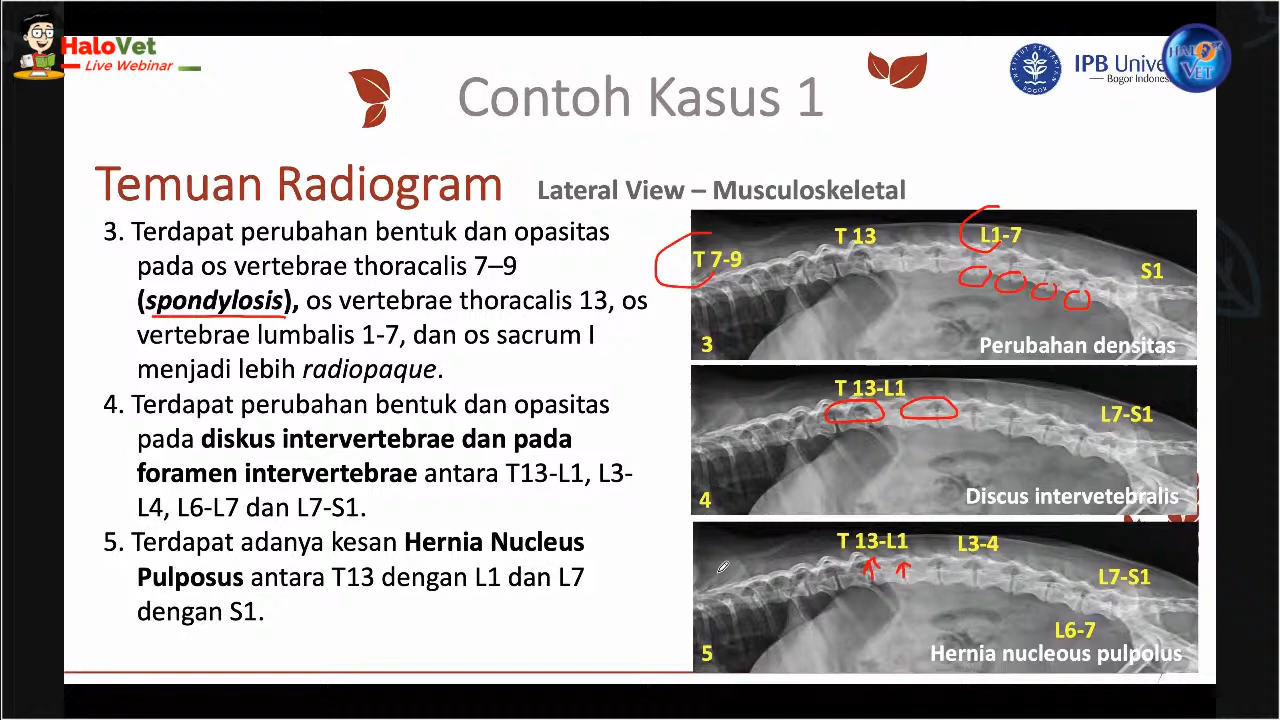 HaloVet
Live Webinar
Contoh Kasus 1
IPB Unive
Bogor Indones
HALO
VET
INSTITUT PERTANIAN
BOGOR
Temuan Radiogram
Lateral View – Musculoskeletal
3. Terdapat perubahan bentuk dan opasitas
pada os vertebrae thoracalis 7–9
(spondylosis), os vertebrae thoracalis 13, os
vertebrae lumbalis 1-7, dan os sacrum I
menjadi lebih radiopaque.
4. Terdapat perubahan bentuk dan opasitas
pada diskus intervertebrae dan pada
foramen intervertebrae antara T13-L1, L3-
L4, L6-L7 dan L7-S1.
5. Terdapat adanya kesan Hernia Nucleus
Pulposus antara T13 dengan L1 dan L7
dengan S1.
T 7-9
T 13
L1-7
S1
3
Perubahan densitas
T 13-L1
L7-S1
4
Discus intervetebralis
T 13-L1
L3-4
L7-S1
L6-7
5
Hernia nucleous pulpolus